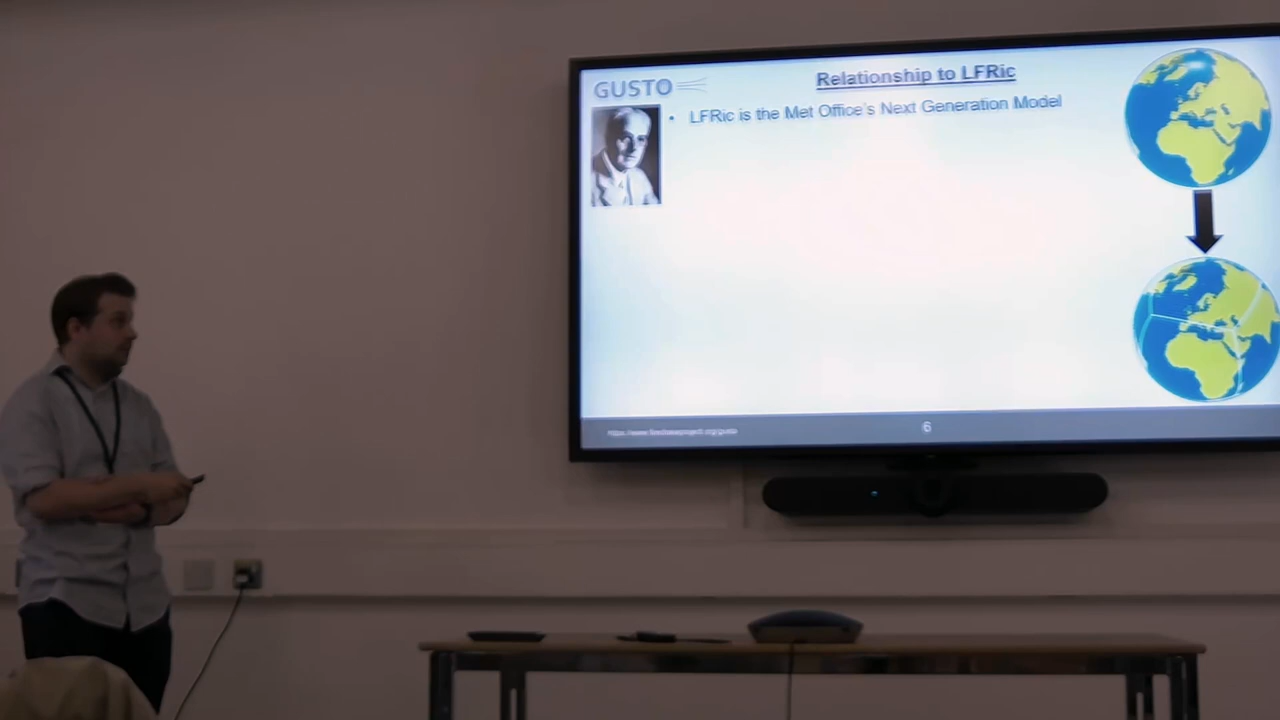 GUSTO
Relationship to LFRic
• LFRic is the Met Office's Next Generation Model
6